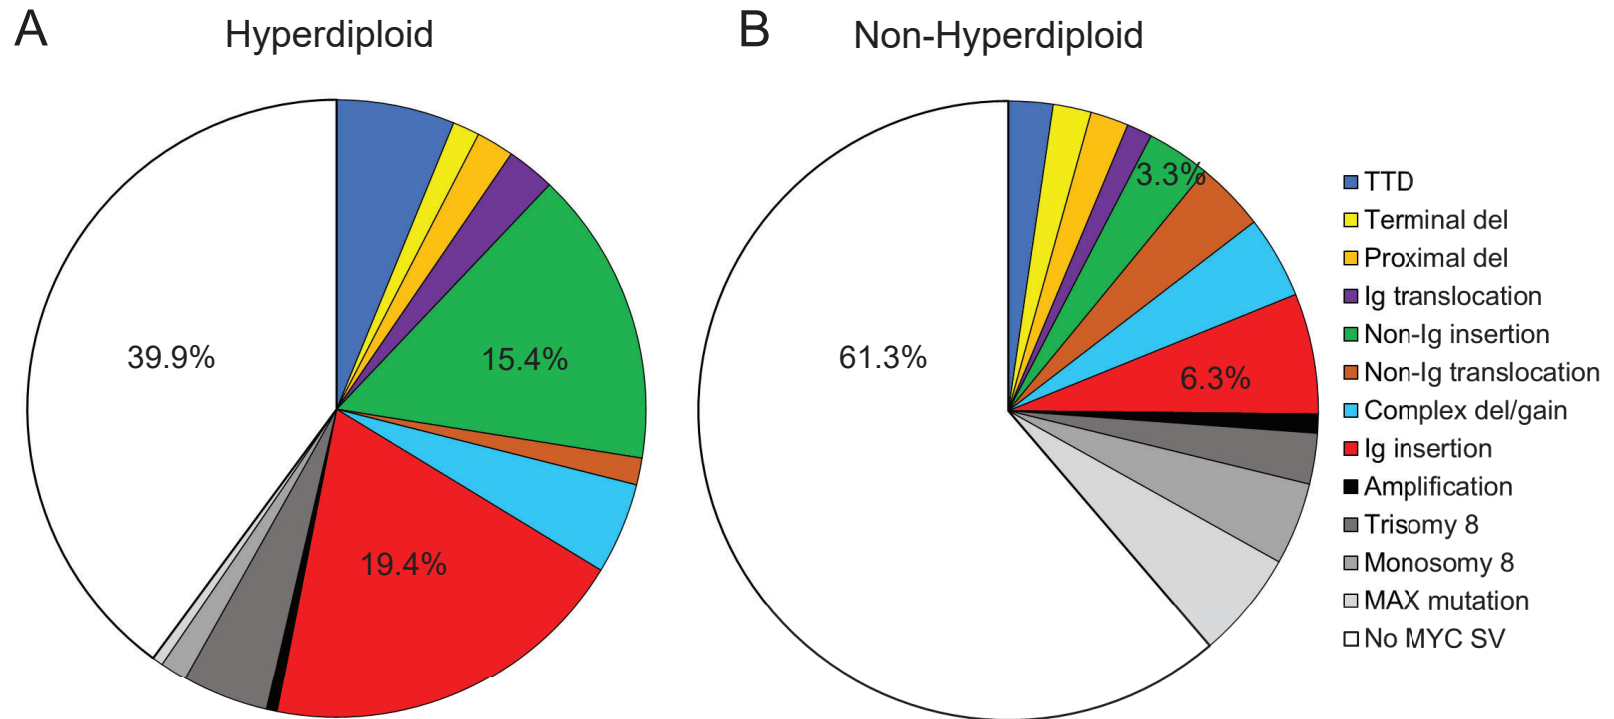 A
Hyperdiploid
39.9%
15.4%
19.4%
B
Non-Hyperdiploid
3.3%
61.3%
6.3%
TTD
Terminal del
Proximal del
Ig translocation
Non-Ig insertion
Non-Ig translocation
Complex del/gain
Ig insertion
Amplification
Trisomy 8
Monosomy 8
MAX mutation
No MYC SV